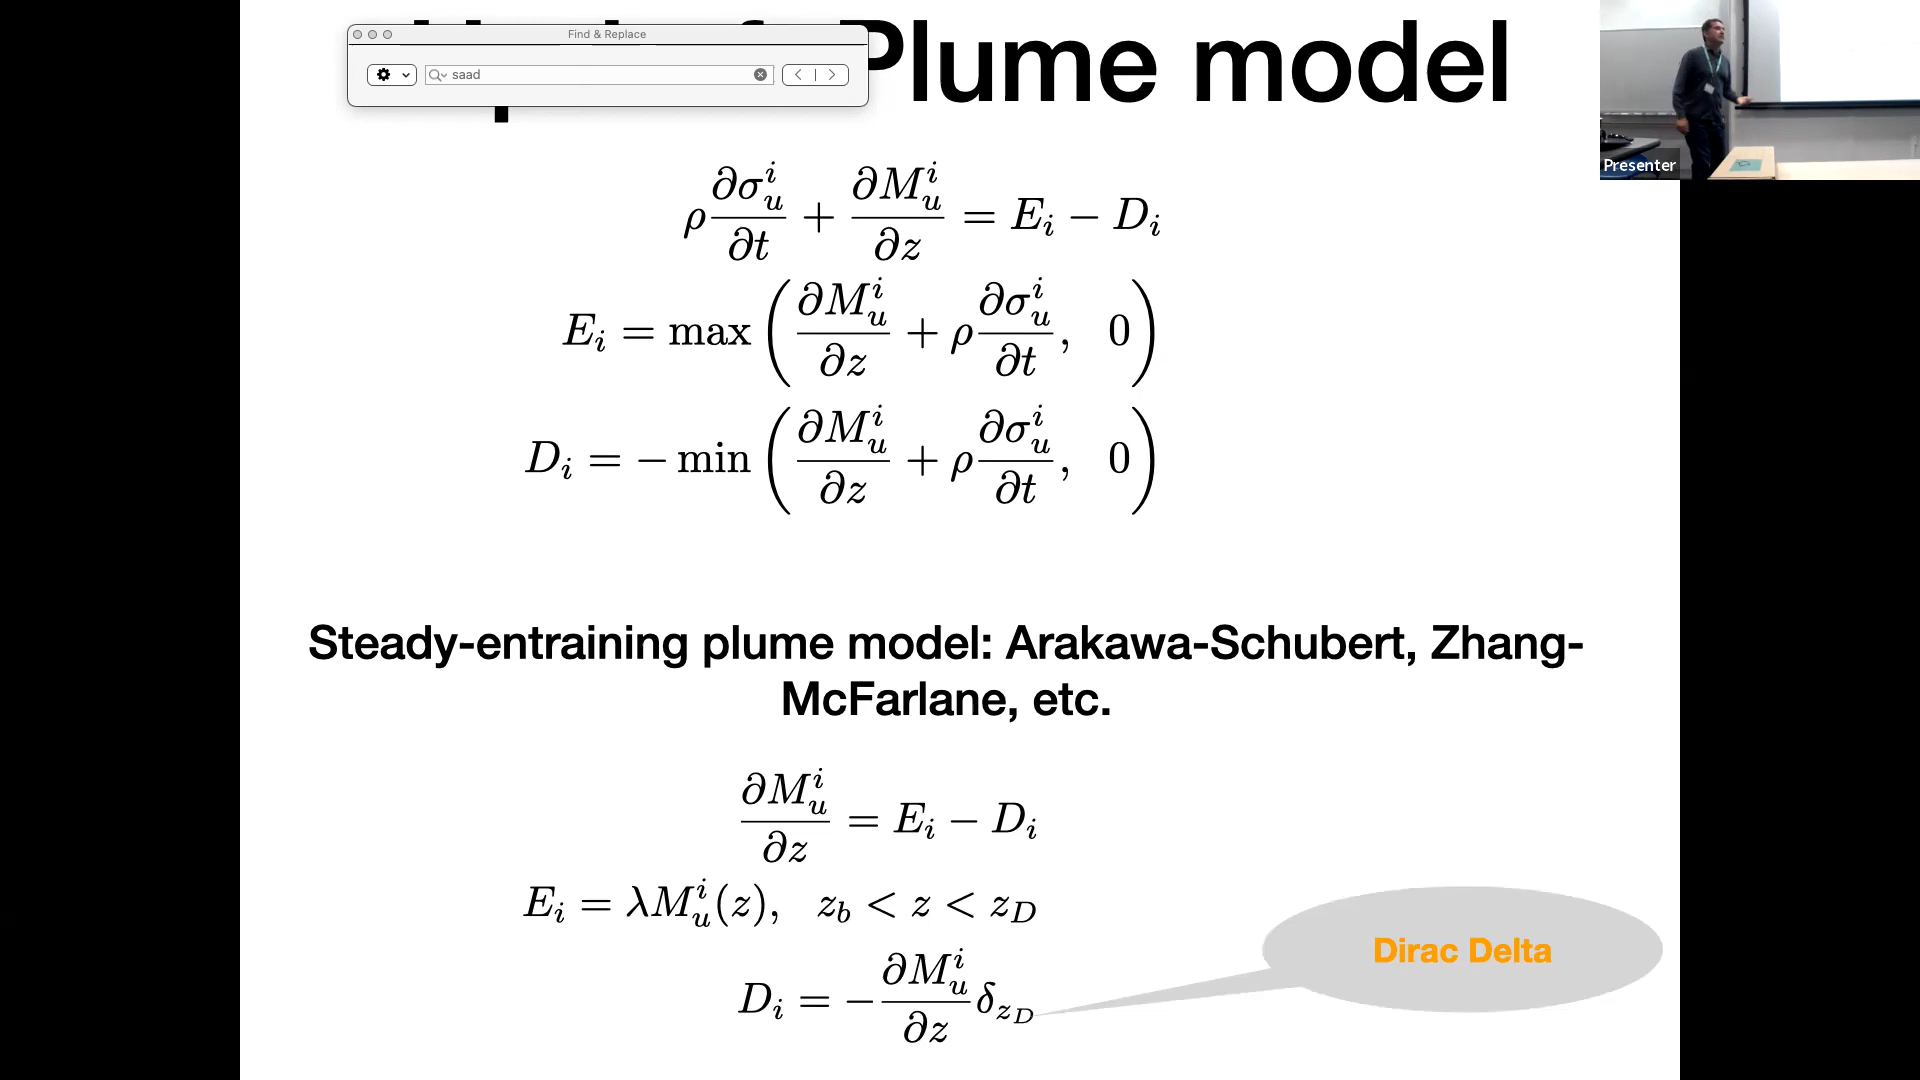 Find & Replace
saad
Plume model
Presenter
ρ ∂σ_u^i/∂t + ∂M_u^i/∂z = E_i − D_i
E_i = max ( ∂M_u^i/∂z + ρ ∂σ_u^i/∂t, 0 )
D_i = − min ( ∂M_u^i/∂z + ρ ∂σ_u^i/∂t, 0 )
Steady-entraining plume model: Arakawa-Schubert, Zhang-
McFarlane, etc.
∂M_u^i/∂z = E_i − D_i
E_i = λM_u^i(z), z_b < z < z_D
Dirac Delta
D_i = − ∂M_u^i/∂z δ_{z_D}